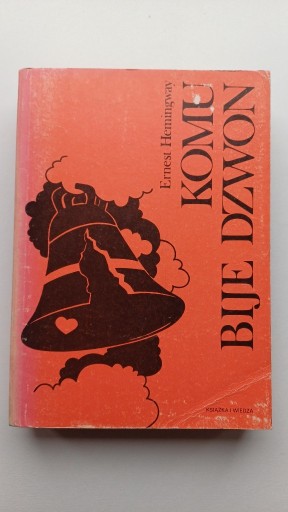 Ernest Hemingway
KOMU
BIJE DZWON
KSIĄŻKA I WIEDZA